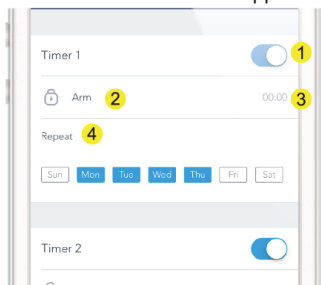 Timer 1 1
Arm 2 00:00 3
Repeat 4
Sun Mon Tue Wed Thu Fri Sat
Timer 2